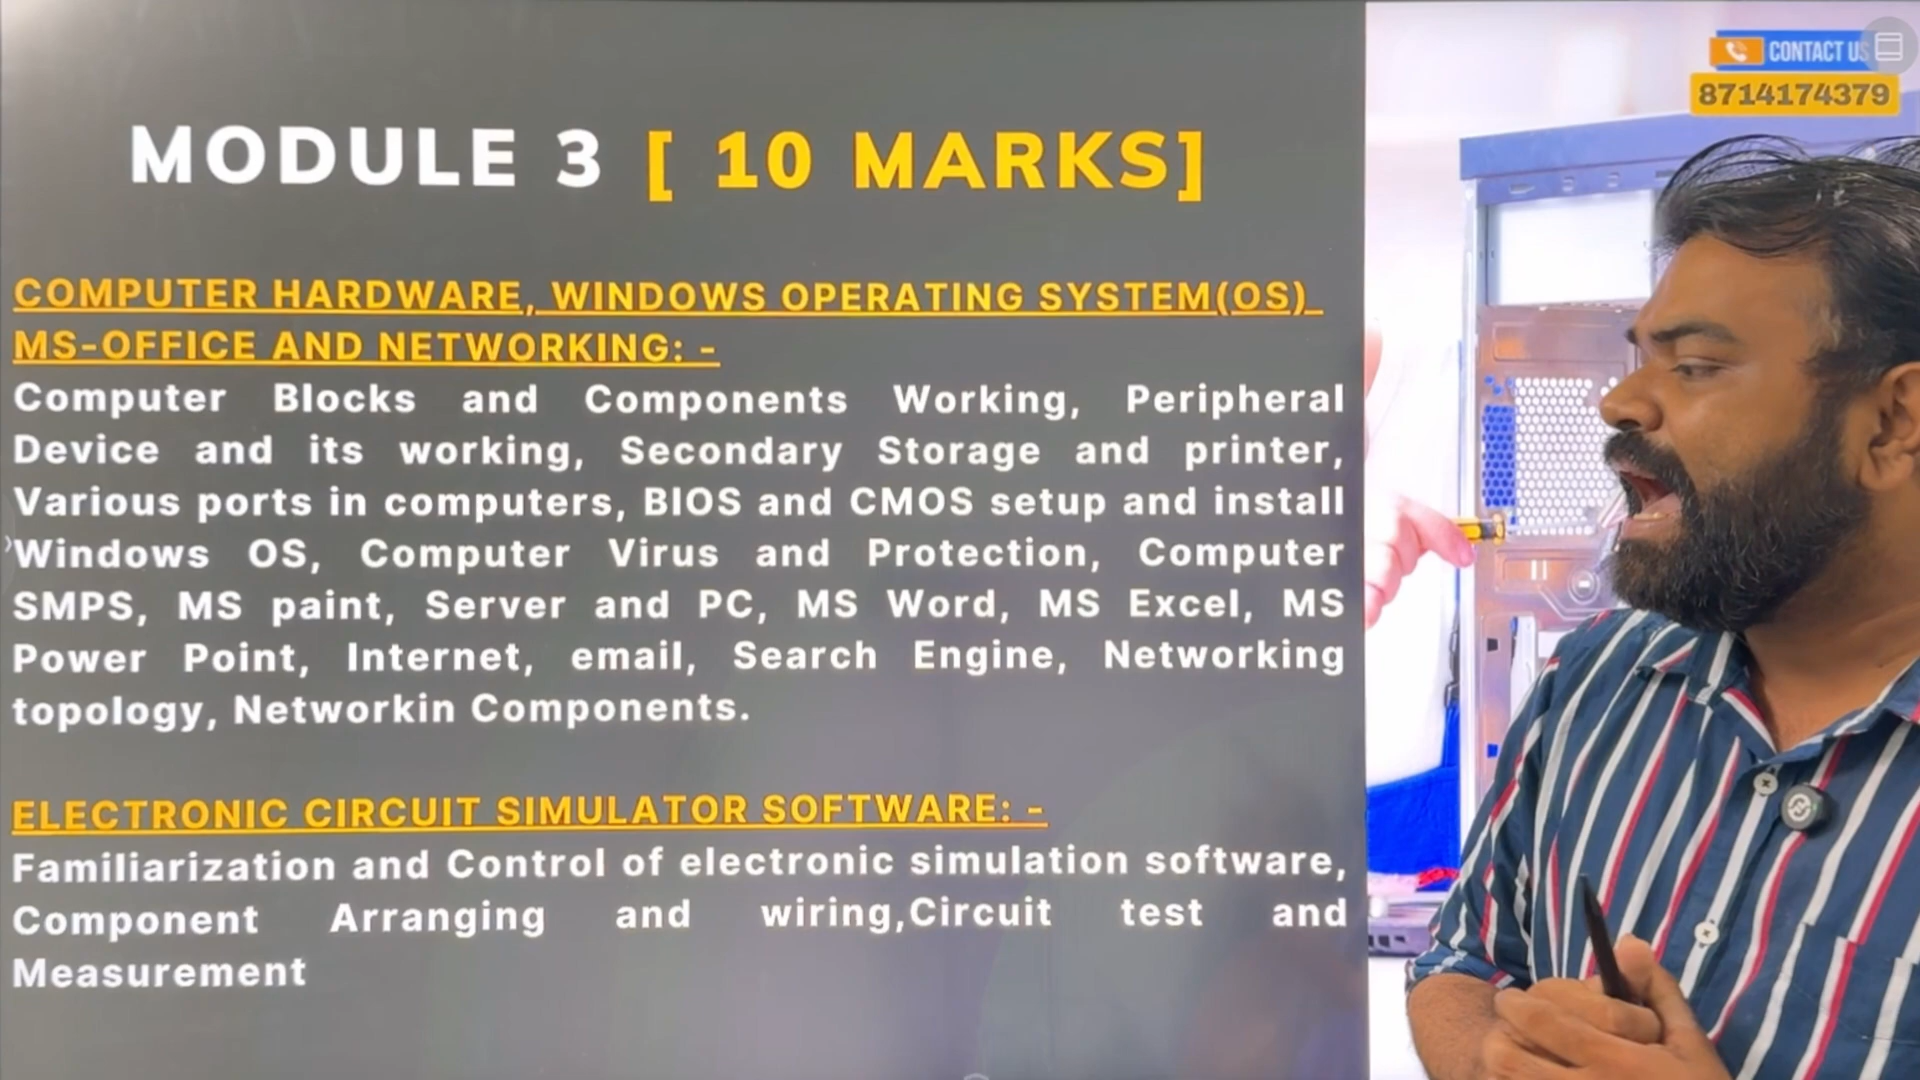 CONTACT US
8714174379
MODULE 3 [ 10 MARKS]
COMPUTER HARDWARE, WINDOWS OPERATING SYSTEM(OS)
MS-OFFICE AND NETWORKING: -
Computer Blocks and Components Working, Peripheral
Device and its working, Secondary Storage and printer,
Various ports in computers, BIOS and CMOS setup and install
Windows OS, Computer Virus and Protection, Computer
SMPS, MS paint, Server and PC, MS Word, MS Excel, MS
Power Point, Internet, email, Search Engine, Networking
topology, Networkin Components.
ELECTRONIC CIRCUIT SIMULATOR SOFTWARE: -
Familiarization and Control of electronic simulation software,
Component Arranging and wiring,Circuit test and
Measurement